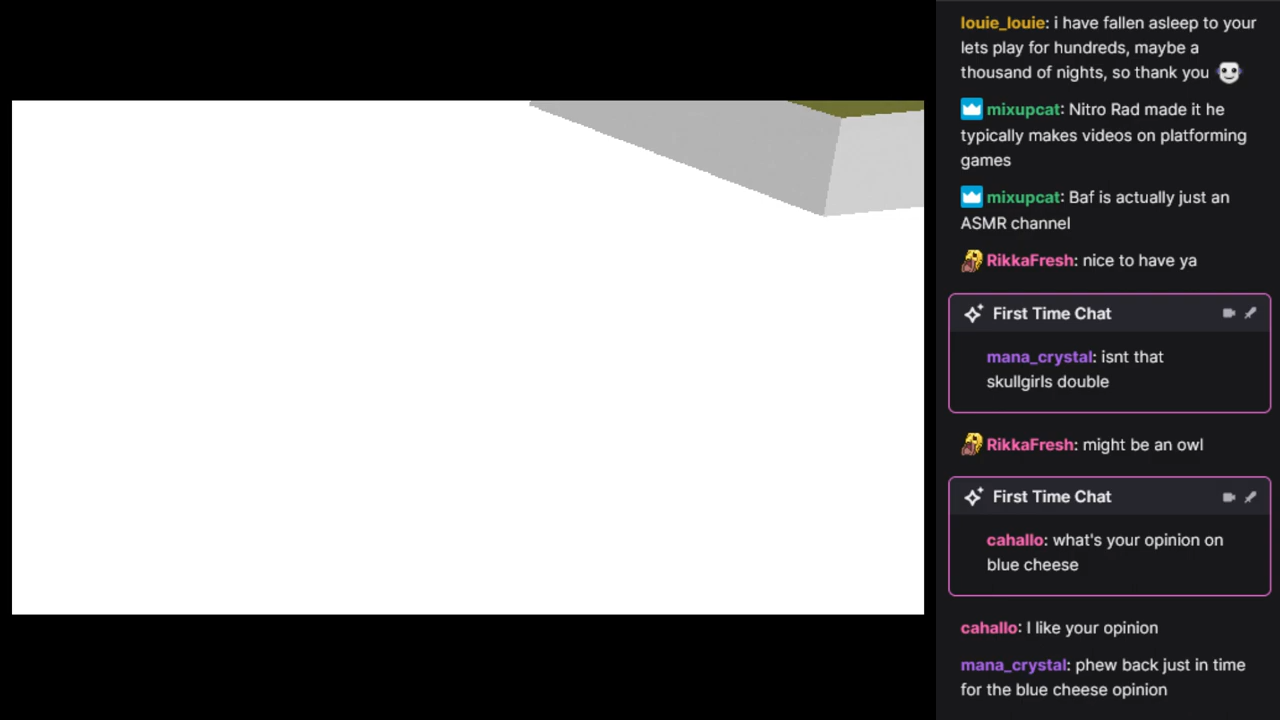 louie_louie: i have fallen asleep to your
lets play for hundreds, maybe a
thousand of nights, so thank you
mixupcat: Nitro Rad made it he
typically makes videos on platforming
games
mixupcat: Baf is actually just an
ASMR channel
RikkaFresh: nice to have ya
First Time Chat
mana_crystal: isnt that
skullgirls double
RikkaFresh: might be an owl
First Time Chat
cahallo: what's your opinion on
blue cheese
cahallo: I like your opinion
mana_crystal: phew back just in time
for the blue cheese opinion